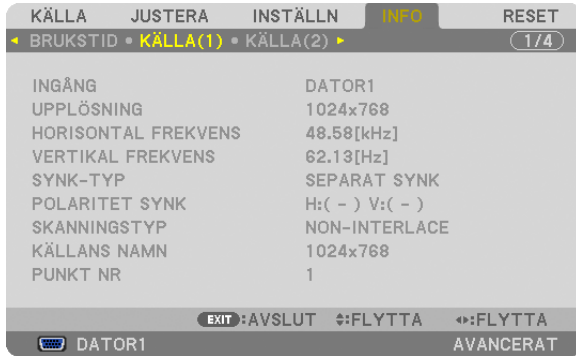 KÄLLA JUSTERA INSTÄLLN INFO RESET
BRUKSTID • KÄLLA(1) • KÄLLA(2) 1/4
INGÅNG DATOR1
UPPLÖSNING 1024x768
HORISONTAL FREKVENS 48.58[kHz]
VERTIKAL FREKVENS 62.13[Hz]
SYNK-TYP SEPARAT SYNK
POLARITET SYNK H:( - ) V:( - )
SKANNINGSTYP NON-INTERLACE
KÄLLANS NAMN 1024x768
PUNKT NR 1
EXIT:AVSLUT :FLYTTA :FLYTTA
DATOR1 AVANCERAT